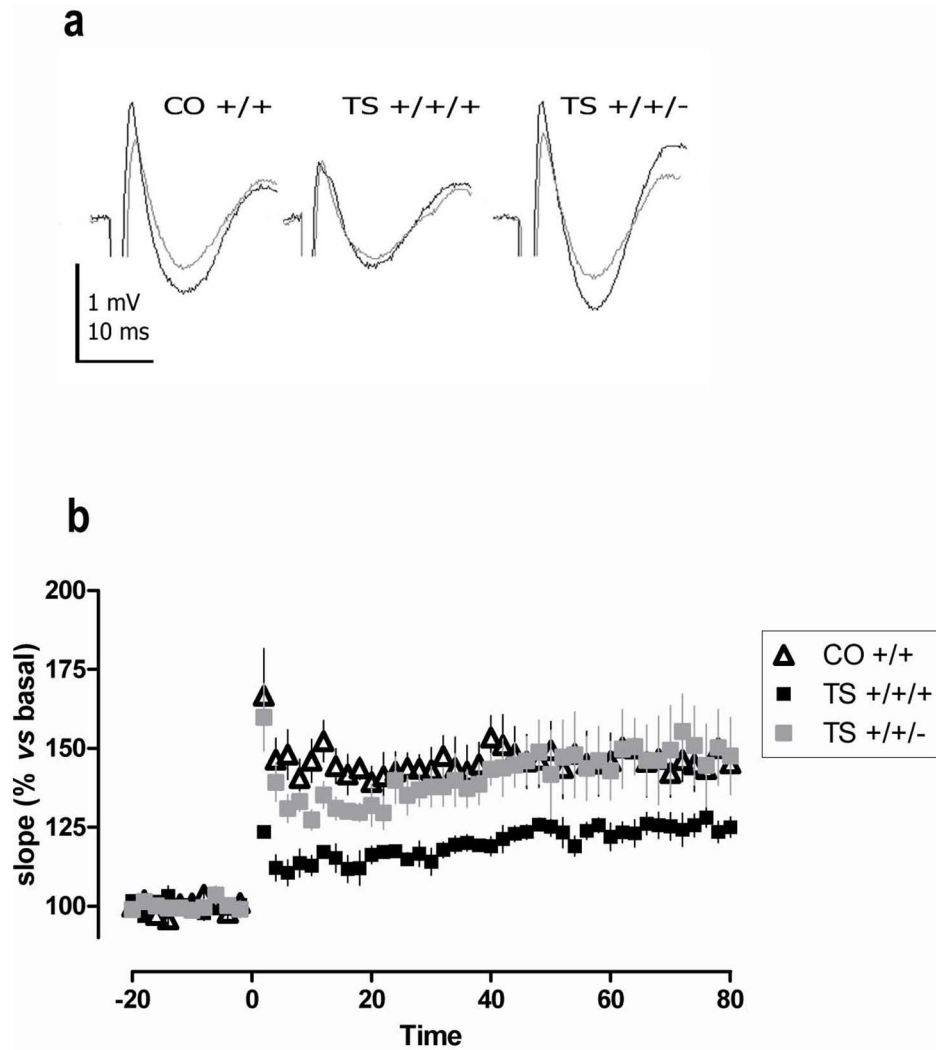 a
CO +/+ TS +/+/+ TS +/+/-
1 mV
10 ms
b
200
175
150
125
100
slope (% vs basal)
-20 0 20 40 60 80
Time
CO +/+
TS +/+/+
TS +/+/-